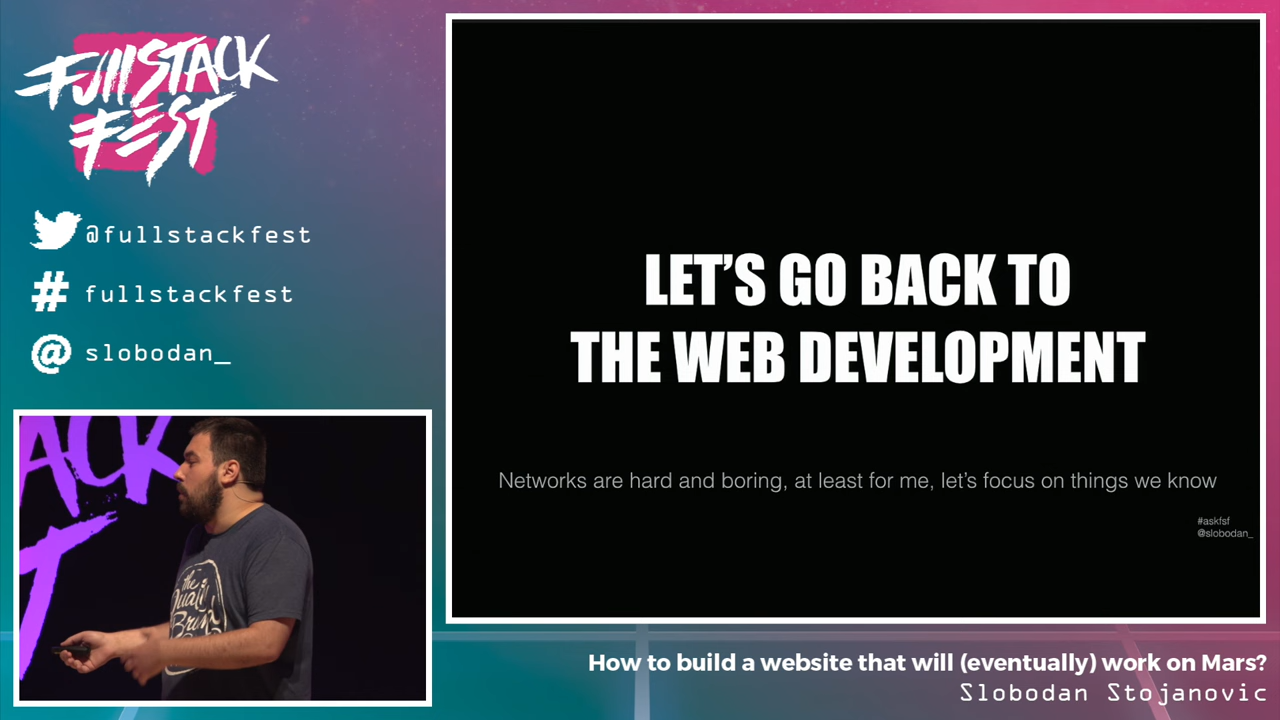 FULLSTACK
FEST
@fullstackfest
# fullstackfest
@ slobodan_
LET'S GO BACK TO
THE WEB DEVELOPMENT
Networks are hard and boring, at least for me, let's focus on things we know
#askfsf
@slobodan_
ACK
T
the
How to build a website that will (eventually) work on Mars?
Slobodan Stojanovic